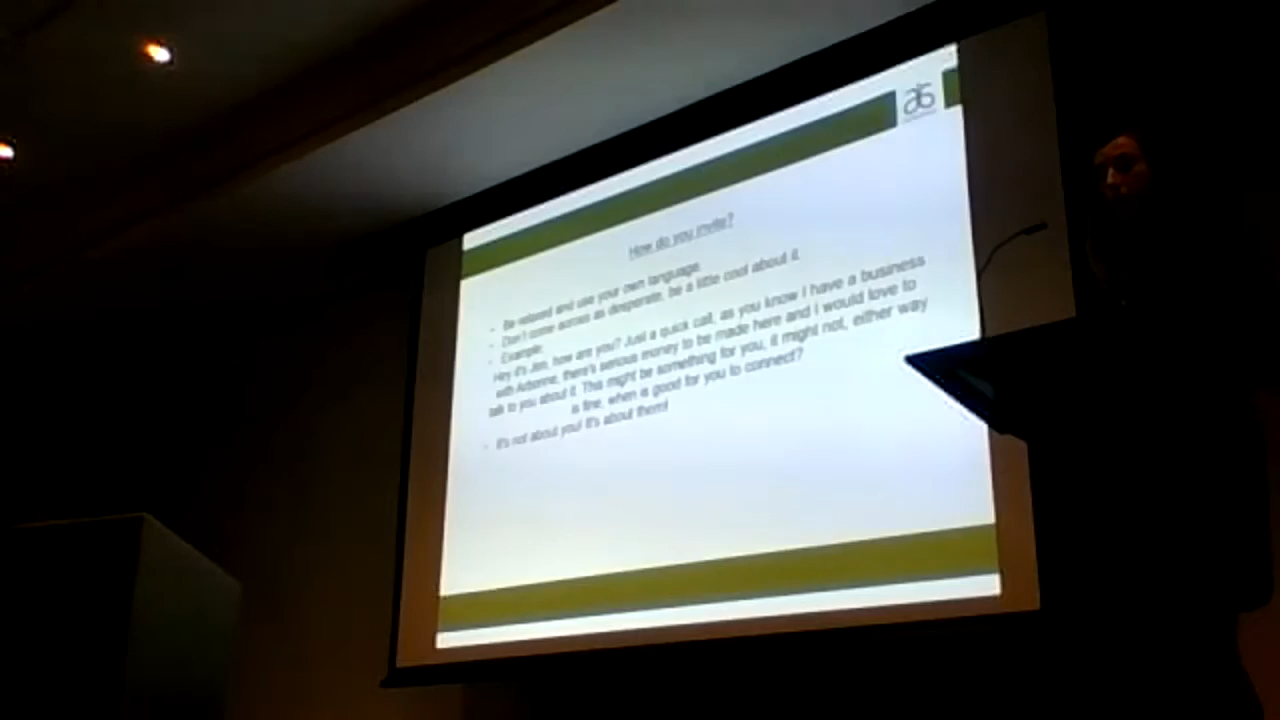 How do you invite?
- Be relaxed and use your own language.
- Don't come across as desperate, be a little cool about it.
- Example:
Hey it's Jen, how are you? Just a quick call, as you know I have a business
with Arbonne, there's serious money to be made here and I would love to
talk to you about it. This might be something for you, it might not, either way
is fine, when is good for you to connect?
- It's not about you! It's about them!